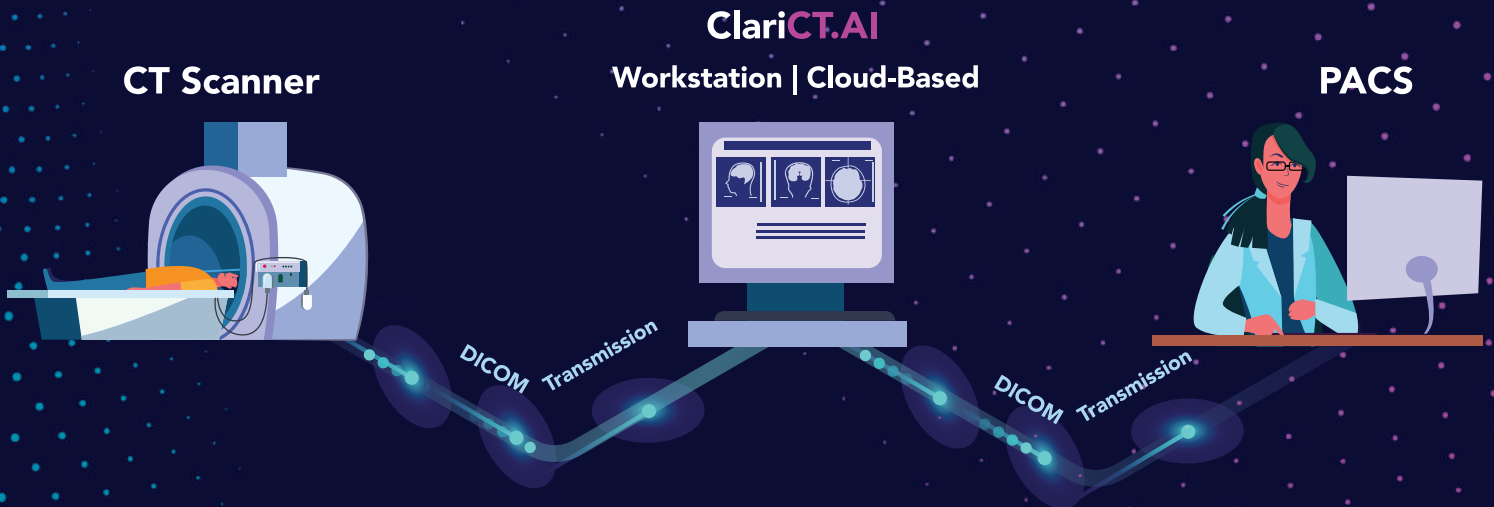 ClariCT.AI
CT Scanner
Workstation | Cloud-Based
PACS
DICOM Transmission
DICOM Transmission